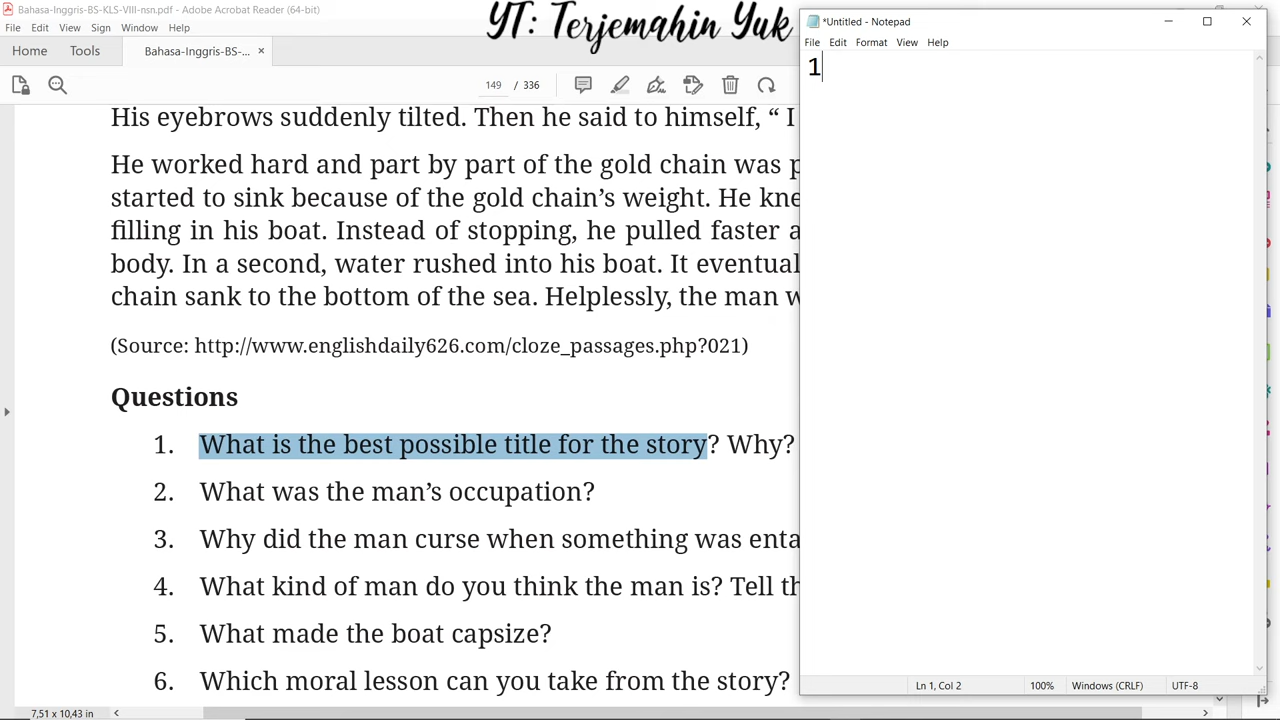 Bahasa-Inggris-BS-KLS-VIII-nsn.pdf - Adobe Acrobat Reader (64-bit)
File Edit View Sign Window Help
YT: Terjemahin Yuk
Home Tools Bahasa-Inggris-BS-... ×
149 / 336
His eyebrows suddenly tilted. Then he said to himself, “ I
He worked hard and part by part of the gold chain was p
started to sink because of the gold chain’s weight. He kne
filling in his boat. Instead of stopping, he pulled faster a
body. In a second, water rushed into his boat. It eventual
chain sank to the bottom of the sea. Helplessly, the man w
(Source: http://www.englishdaily626.com/cloze_passages.php?021)
Questions
1. What is the best possible title for the story? Why?
2. What was the man’s occupation?
3. Why did the man curse when something was enta
4. What kind of man do you think the man is? Tell th
5. What made the boat capsize?
6. Which moral lesson can you take from the story?
7,51 x 10,43 in
*Untitled - Notepad
File Edit Format View Help
1
Ln 1, Col 2 100% Windows (CRLF) UTF-8